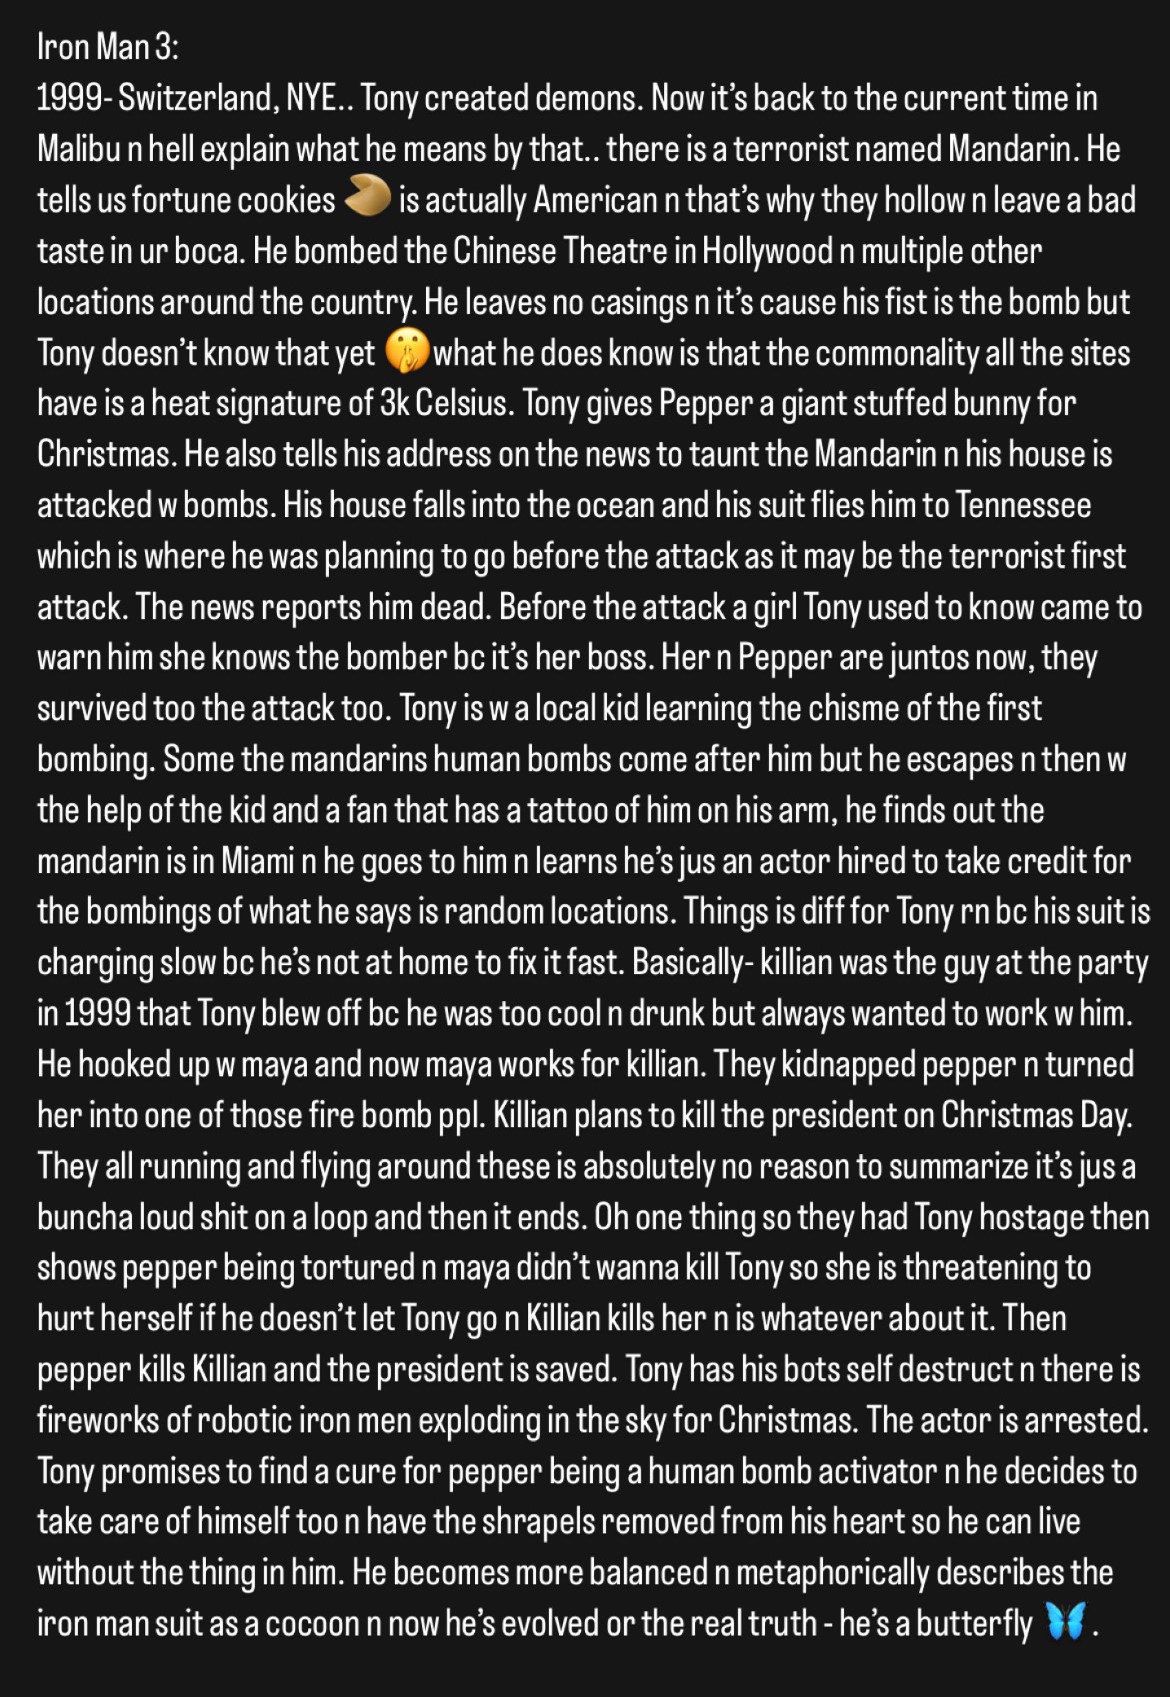 Iron Man 3:
1999- Switzerland, NYE.. Tony created demons. Now it’s back to the current time in
Malibu n hell explain what he means by that.. there is a terrorist named Mandarin. He
tells us fortune cookies 🥠 is actually American n that’s why they hollow n leave a bad
taste in ur boca. He bombed the Chinese Theatre in Hollywood n multiple other
locations around the country. He leaves no casings n it’s cause his fist is the bomb but
Tony doesn’t know that yet 🤫what he does know is that the commonality all the sites
have is a heat signature of 3k Celsius. Tony gives Pepper a giant stuffed bunny for
Christmas. He also tells his address on the news to taunt the Mandarin n his house is
attacked w bombs. His house falls into the ocean and his suit flies him to Tennessee
which is where he was planning to go before the attack as it may be the terrorist first
attack. The news reports him dead. Before the attack a girl Tony used to know came to
warn him she knows the bomber bc it’s her boss. Her n Pepper are juntos now, they
survived too the attack too. Tony is w a local kid learning the chisme of the first
bombing. Some the mandarins human bombs come after him but he escapes n then w
the help of the kid and a fan that has a tattoo of him on his arm, he finds out the
mandarin is in Miami n he goes to him n learns he’s jus an actor hired to take credit for
the bombings of what he says is random locations. Things is diff for Tony rn bc his suit is
charging slow bc he’s not at home to fix it fast. Basically- killian was the guy at the party
in 1999 that Tony blew off bc he was too cool n drunk but always wanted to work w him.
He hooked up w maya and now maya works for killian. They kidnapped pepper n turned
her into one of those fire bomb ppl. Killian plans to kill the president on Christmas Day.
They all running and flying around these is absolutely no reason to summarize it’s jus a
buncha loud shit on a loop and then it ends. Oh one thing so they had Tony hostage then
shows pepper being tortured n maya didn’t wanna kill Tony so she is threatening to
hurt herself if he doesn’t let Tony go n Killian kills her n is whatever about it. Then
pepper kills Killian and the president is saved. Tony has his bots self destruct n there is
fireworks of robotic iron men exploding in the sky for Christmas. The actor is arrested.
Tony promises to find a cure for pepper being a human bomb activator n he decides to
take care of himself too n have the shrapels removed from his heart so he can live
without the thing in him. He becomes more balanced n metaphorically describes the
iron man suit as a cocoon n now he’s evolved or the real truth - he’s a butterfly 🦋 .